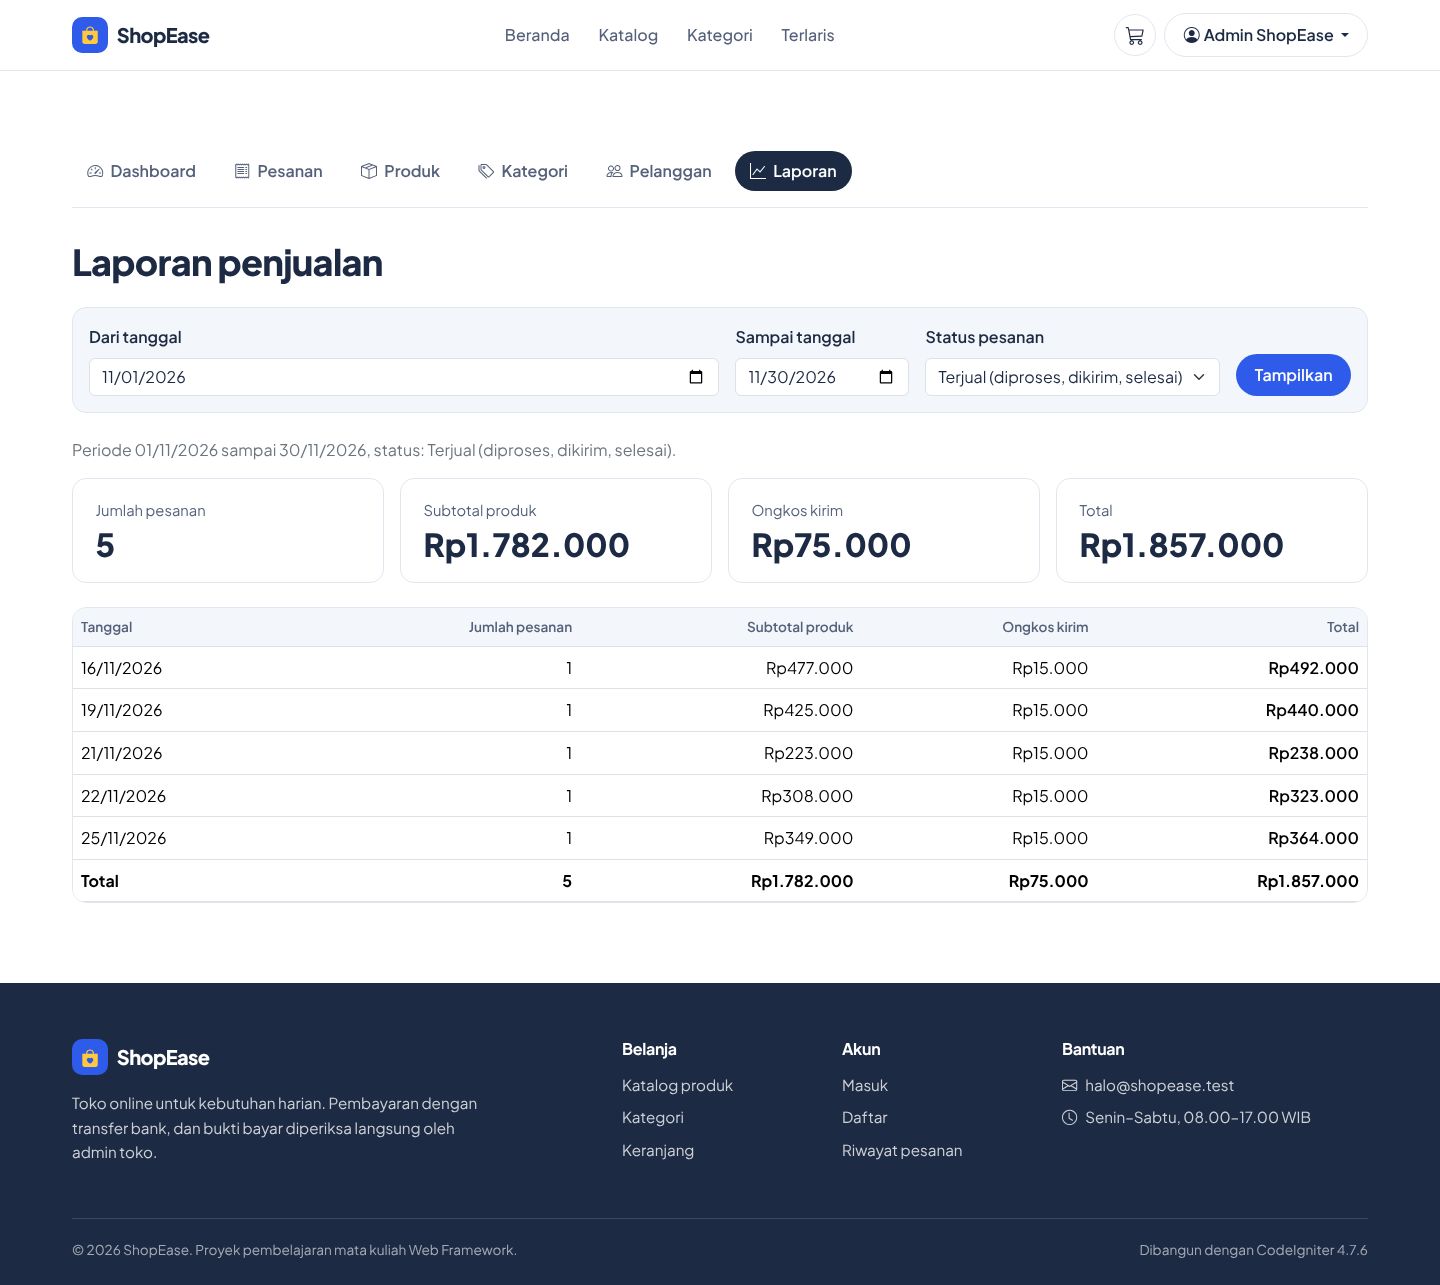 ShopEase
Beranda Katalog Kategori Terlaris
Admin ShopEase
Dashboard Pesanan Produk Kategori Pelanggan Laporan
Laporan penjualan
Dari tanggal Sampai tanggal Status pesanan
11/01/2026 11/30/2026 Terjual (diproses, dikirim, selesai) Tampilkan
Periode 01/11/2026 sampai 30/11/2026, status: Terjual (diproses, dikirim, selesai).
Jumlah pesanan Subtotal produk Ongkos kirim Total
5 Rp1.782.000 Rp75.000 Rp1.857.000
Tanggal Jumlah pesanan Subtotal produk Ongkos kirim Total
16/11/2026 1 Rp477.000 Rp15.000 Rp492.000
19/11/2026 1 Rp425.000 Rp15.000 Rp440.000
21/11/2026 1 Rp223.000 Rp15.000 Rp238.000
22/11/2026 1 Rp308.000 Rp15.000 Rp323.000
25/11/2026 1 Rp349.000 Rp15.000 Rp364.000
Total 5 Rp1.782.000 Rp75.000 Rp1.857.000
ShopEase
Toko online untuk kebutuhan harian. Pembayaran dengan
transfer bank, dan bukti bayar diperiksa langsung oleh
admin toko.
Belanja
Katalog produk
Kategori
Keranjang
Akun
Masuk
Daftar
Riwayat pesanan
Bantuan
halo@shopease.test
Senin–Sabtu, 08.00–17.00 WIB
© 2026 ShopEase. Proyek pembelajaran mata kuliah Web Framework.
Dibangun dengan CodeIgniter 4.7.6